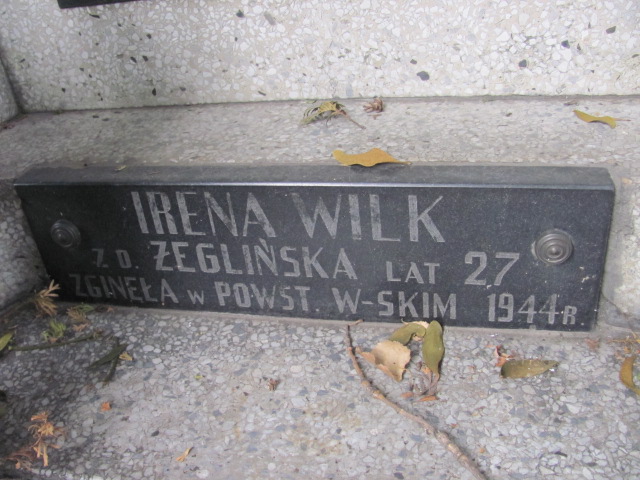 IRENA WILK
Z D. ŻEGLIŃSKA LAT 27
ZGINĘŁA W POWST. W-SKIM 1944 R